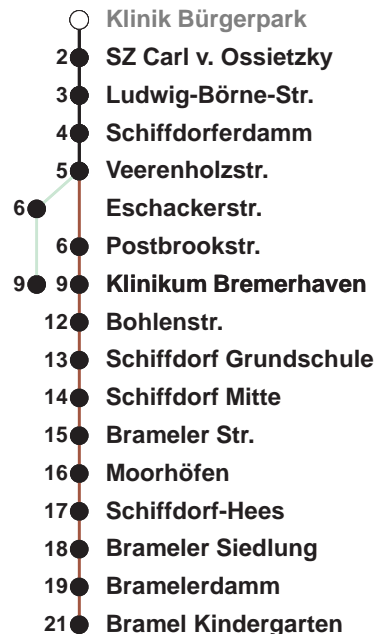 Klinik Bürgerpark
2 SZ Carl v. Ossietzky
3 Ludwig-Börne-Str.
4 Schiffdorferdamm
5 Veerenholzstr.
6 Eschackerstr.
6 Postbrookstr.
9 9 Klinikum Bremerhaven
12 Bohlenstr.
13 Schiffdorf Grundschule
14 Schiffdorf Mitte
15 Brameler Str.
16 Moorhöfen
17 Schiffdorf-Hees
18 Brameler Siedlung
19 Bramelerdamm
21 Bramel Kindergarten